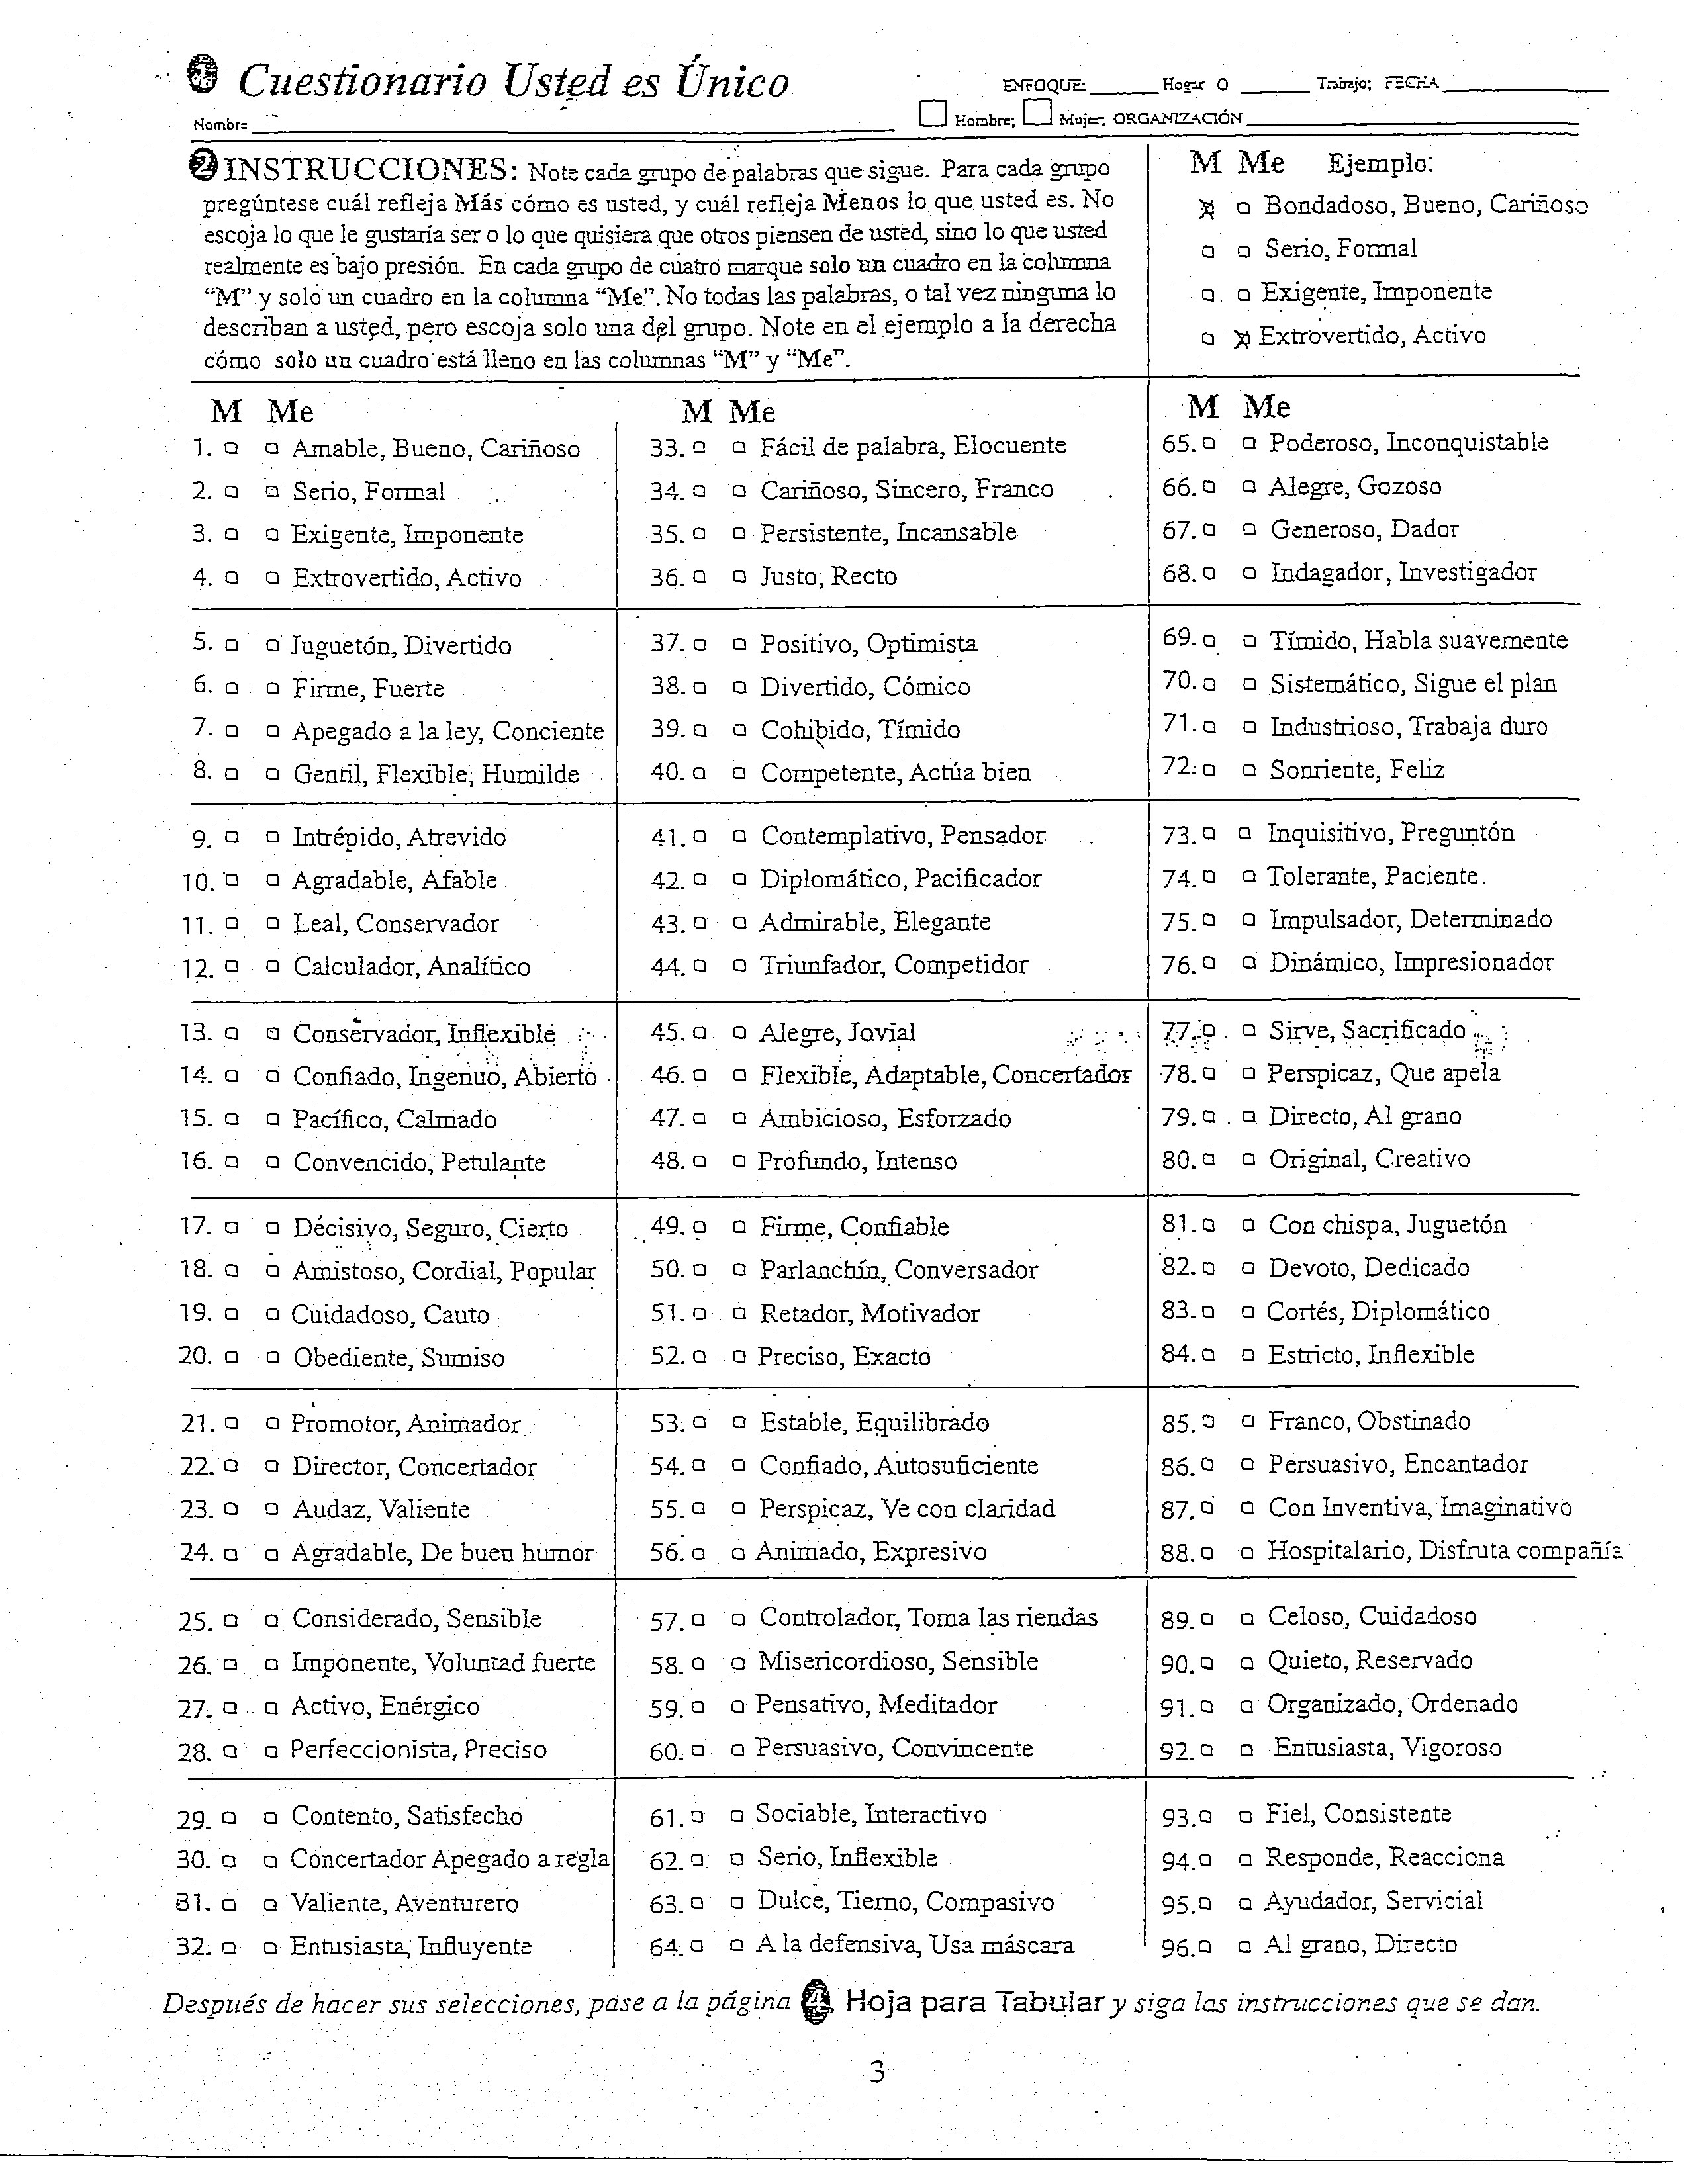 Cuestionario Usted es Único
ENFOQUE: ______ Hogar O ______ Trabajo; FECHA ______
Nombre ______ □ Hombre; □ Mujer; ORGANIZACIÓN ______
2 INSTRUCCIONES: Note cada grupo de palabras que sigue. Para cada grupo
pregúntese cuál refleja Más cómo es usted, y cuál refleja Menos lo que usted es. No
escoja lo que le gustaría ser o lo que quisiera que otros piensen de usted, sino lo que usted
realmente es bajo presión. En cada grupo de cuatro marque solo un cuadro en la columna
“M” y solo un cuadro en la columna “Me”. No todas las palabras, o tal vez ninguna lo
describan a usted, pero escoja solo una del grupo. Note en el ejemplo a la derecha
cómo solo un cuadro está lleno en las columnas “M” y “Me”.
M Me Ejemplo:
Bondadoso, Bueno, Cariñoso
Serio, Formal
Exigente, Imponente
Extrovertido, Activo
M Me
1. Amable, Bueno, Cariñoso
2. Serio, Formal
3. Exigente, Imponente
4. Extrovertido, Activo
5. Juguetón, Divertido
6. Firme, Fuerte
7. Apegado a la ley, Conciente
8. Gentil, Flexible, Humilde
9. Intrépido, Atrevido
10. Agradable, Afable
11. Leal, Conservador
12. Calculador, Analítico
13. Conservador, Inflexible
14. Confiado, Ingenuo, Abierto
15. Pacífico, Calmado
16. Convencido, Petulante
17. Décisivo, Seguro, Cierto
18. Amistoso, Cordial, Popular
19. Cuidadoso, Cauto
20. Obediente, Sumiso
21. Promotor, Animador
22. Director, Concertador
23. Audaz, Valiente
24. Agradable, De buen humor
25. Considerado, Sensible
26. Imponente, Voluntad fuerte
27. Activo, Enérgico
28. Perfeccionista, Preciso
29. Contento, Satisfecho
30. Concertador Apegado a regla
31. Valiente, Aventurero
32. Entusiasta, Influyente
M Me
33. Fácil de palabra, Elocuente
34. Cariñoso, Sincero, Franco
35. Persistente, Incansable
36. Justo, Recto
37. Positivo, Optimista
38. Divertido, Cómico
39. Cohibido, Tímido
40. Competente, Actúa bien
41. Contemplativo, Pensador
42. Diplomático, Pacificador
43. Admirable, Elegante
44. Triunfador, Competidor
45. Alegre, Jovial
46. Flexible, Adaptable, Concertador
47. Ambicioso, Esforzado
48. Profundo, Intenso
49. Firme, Confiable
50. Parlanchín, Conversador
51. Retador, Motivador
52. Preciso, Exacto
53. Estable, Equilibrado
54. Confiado, Autosuficiente
55. Perspicaz, Ve con claridad
56. Animado, Expresivo
57. Controlador, Toma las riendas
58. Misericordioso, Sensible
59. Pensativo, Meditador
60. Persuasivo, Convincente
61. Sociable, Interactivo
62. Serio, Inflexible
63. Dulce, Tierno, Compasivo
64. A la defensiva, Usa máscara
M Me
65. Poderoso, Inconquistable
66. Alegre, Gozoso
67. Generoso, Dador
68. Indagador, Investigador
69. Tímido, Habla suavemente
70. Sistemático, Sigue el plan
71. Industrioso, Trabaja duro
72. Sonriente, Feliz
73. Inquisitivo, Preguntón
74. Tolerante, Paciente
75. Impulsador, Determinado
76. Dinámico, Impresionador
77. Sirve, Sacrificado
78. Perspicaz, Que apela
79. Directo, Al grano
80. Original, Creativo
81. Con chispa, Juguetón
82. Devoto, Dedicado
83. Cortés, Diplomático
84. Estricto, Inflexible
85. Franco, Obstinado
86. Persuasivo, Encantador
87. Con Inventiva, Imaginativo
88. Hospitalario, Disfruta compañía
89. Celoso, Cuidadoso
90. Quieto, Reservado
91. Organizado, Ordenado
92. Entusiasta, Vigoroso
93. Fiel, Consistente
94. Responde, Reacciona
95. Ayudador, Servicial
96. Al grano, Directo
Después de hacer sus selecciones, pase a la página 4, Hoja para Tabular y siga las instrucciones que se dan.
3